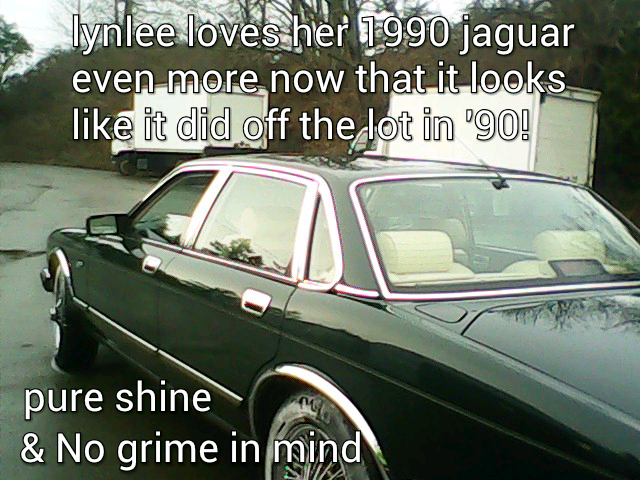 lynlee loves her 1990 jaguar
even more now that it looks
like it did off the lot in '90!
pure shine
& No grime in mind